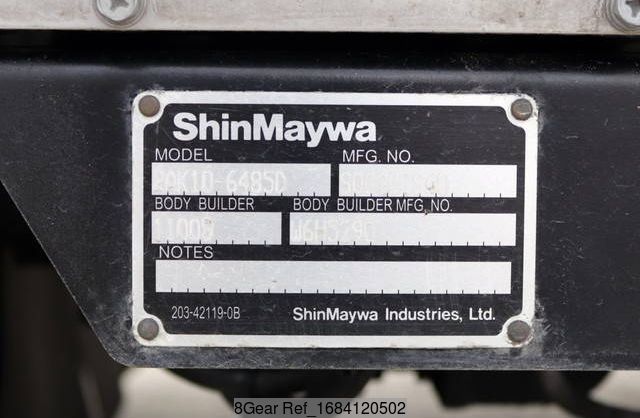 ShinMaywa
MODEL MFG. NO.
BODY BUILDER BODY BUILDER MFG. NO.
NOTES
203-42119-0B ShinMaywa Industries, Ltd.
8Gear Ref_1684120502